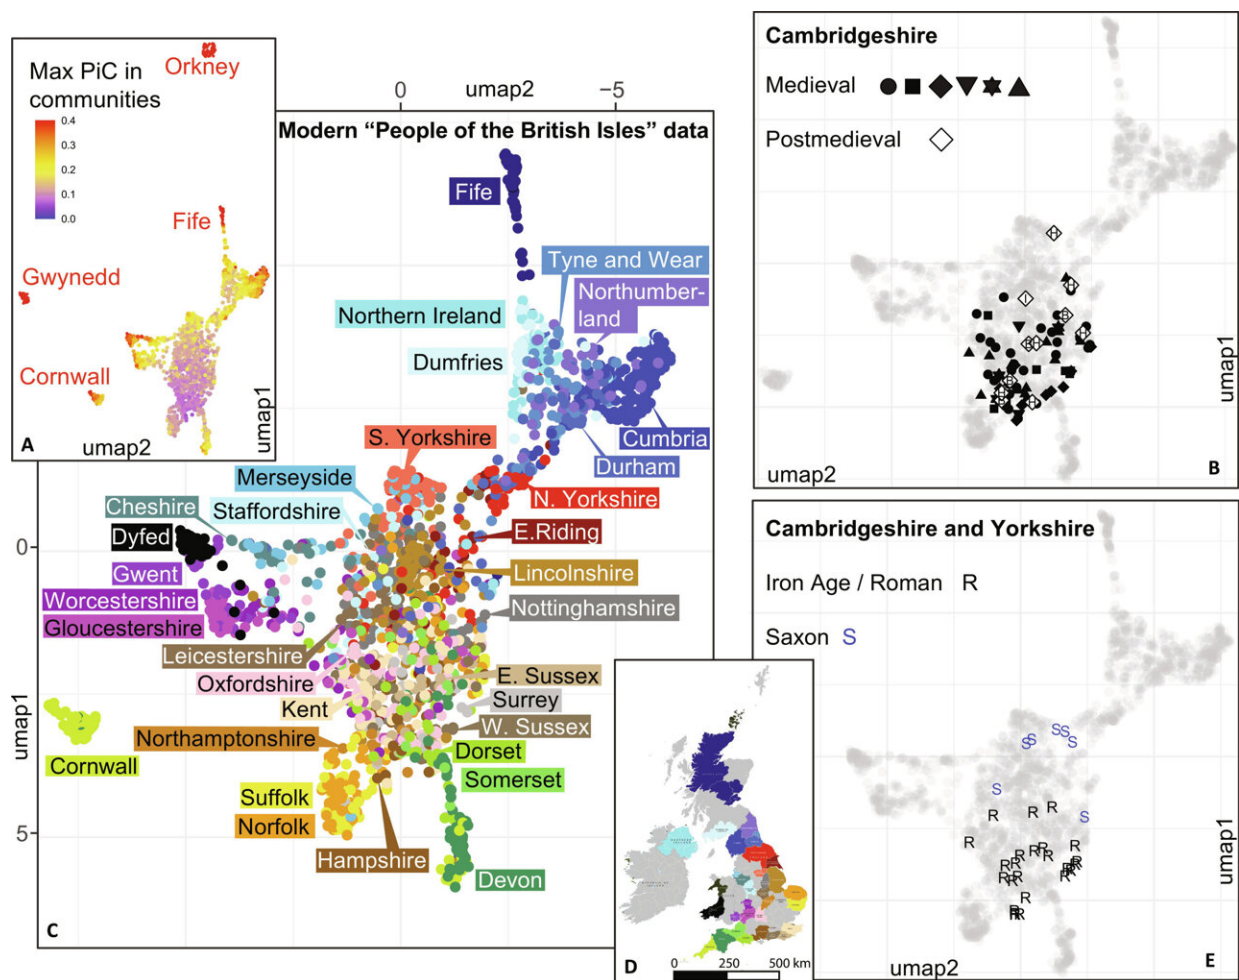 Max PiC in
communities
0.4
0.3
0.2
0.1
0.0
Orkney
Fife
Gwynedd
Cornwall
A
umap2
umap1
0
umap2
−5
Modern “People of the British Isles” data
Fife
Tyne and Wear
Northumber-
land
Northern Ireland
Dumfries
Cumbria
Durham
S. Yorkshire
Merseyside
N. Yorkshire
Cheshire
Staffordshire
E.Riding
Dyfed
Gwent
Lincolnshire
Worcestershire
Nottinghamshire
Gloucestershire
Leicestershire
Oxfordshire
E. Sussex
Kent
Surrey
W. Sussex
Northamptonshire
Dorset
Cornwall
Somerset
Suffolk
Norfolk
Hampshire
Devon
0
umap1
5
C
D
0 250 500 km
Cambridgeshire
Medieval
Postmedieval
umap1
B
umap2
Cambridgeshire and Yorkshire
Iron Age / Roman R
Saxon S
umap1
umap2
E